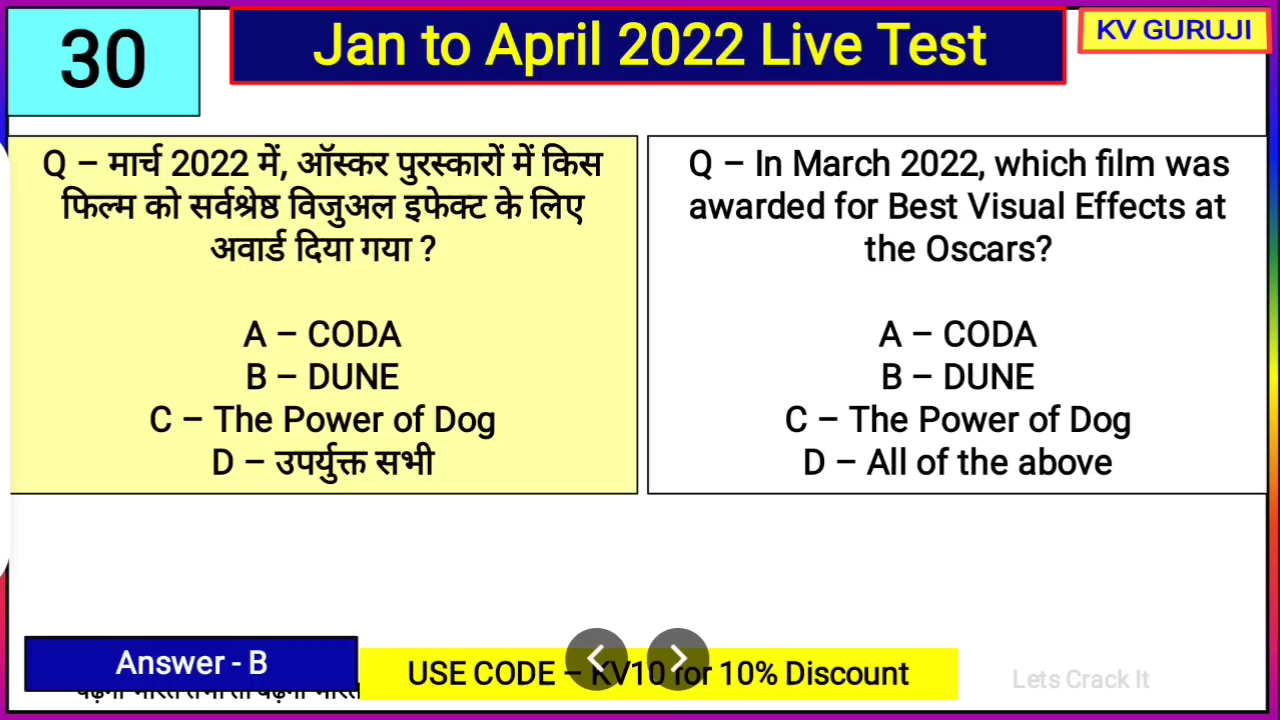 30
Jan to April 2022 Live Test
KV GURUJI
Q – मार्च 2022 में, ऑस्कर पुरस्कारों में किस
फिल्म को सर्वश्रेष्ठ विजुअल इफेक्ट के लिए
अवार्ड दिया गया ?
A – CODA
B – DUNE
C – The Power of Dog
D – उपर्युक्त सभी
Q – In March 2022, which film was
awarded for Best Visual Effects at
the Oscars?
A – CODA
B – DUNE
C – The Power of Dog
D – All of the above
Answer - B
USE CODE – KV10 for 10% Discount
Lets Crack It